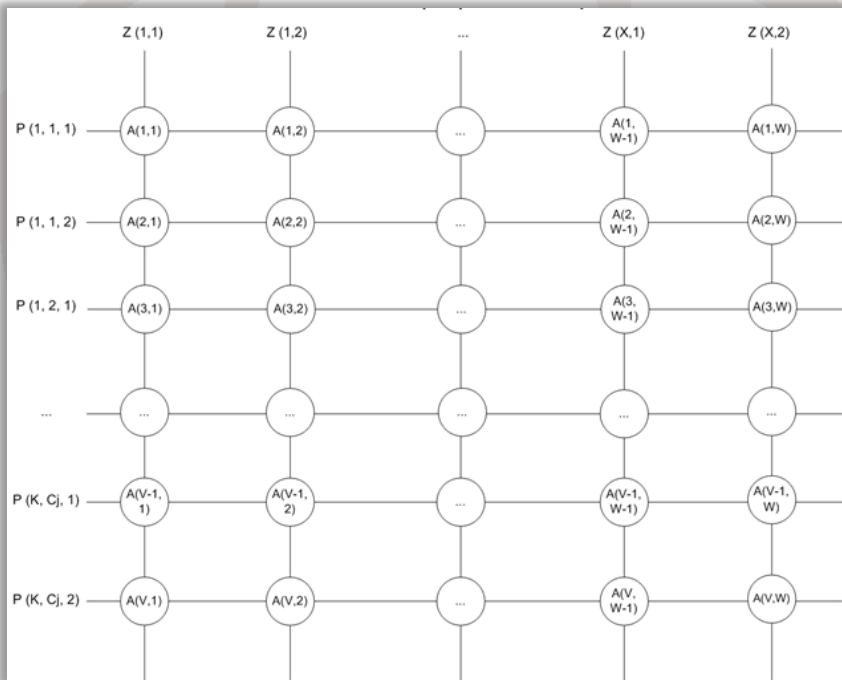 Z (1,1) Z (1,2) ... Z (X,1) Z (X,2)
P (1, 1, 1) A(1,1) A(1,2) ... A(1, W-1) A(1,W)
P (1, 1, 2) A(2,1) A(2,2) ... A(2, W-1) A(2,W)
P (1, 2, 1) A(3,1) A(3,2) ... A(3, W-1) A(3,W)
... ... ... ... ... ...
P (K, Cj, 1) A(V-1, 1) A(V-1, 2) ... A(V-1, W-1) A(V-1, W)
P (K, Cj, 2) A(V,1) A(V,2) ... A(V, W-1) A(V,W)